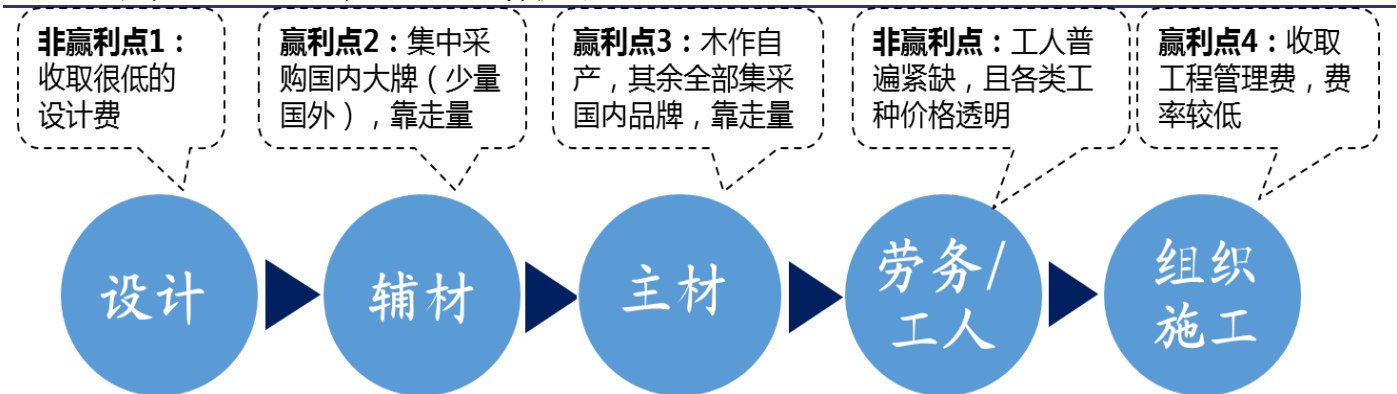 非赢利点1：
收取很低的
设计费
赢利点2：集中采
购国内大牌（少量
国外），靠走量
赢利点3：木作自
产，其余全部集采
国内品牌，靠走量
非赢利点：工人普
遍紧缺，且各类工
种价格透明
赢利点4：收取
工程管理费，费
率较低
设计
辅材
主材
劳务/
工人
组织
施工